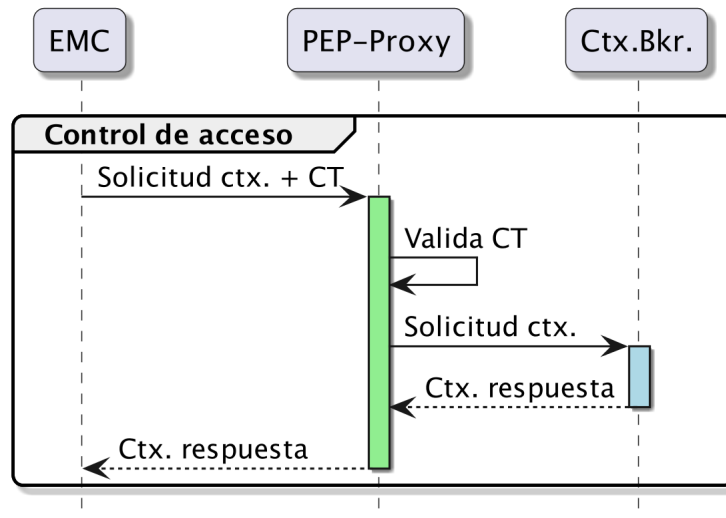 EMC
PEP-Proxy
Ctx.Bkr.
Control de acceso
Solicitud ctx. + CT
Valida CT
Solicitud ctx.
Ctx. respuesta
Ctx. respuesta